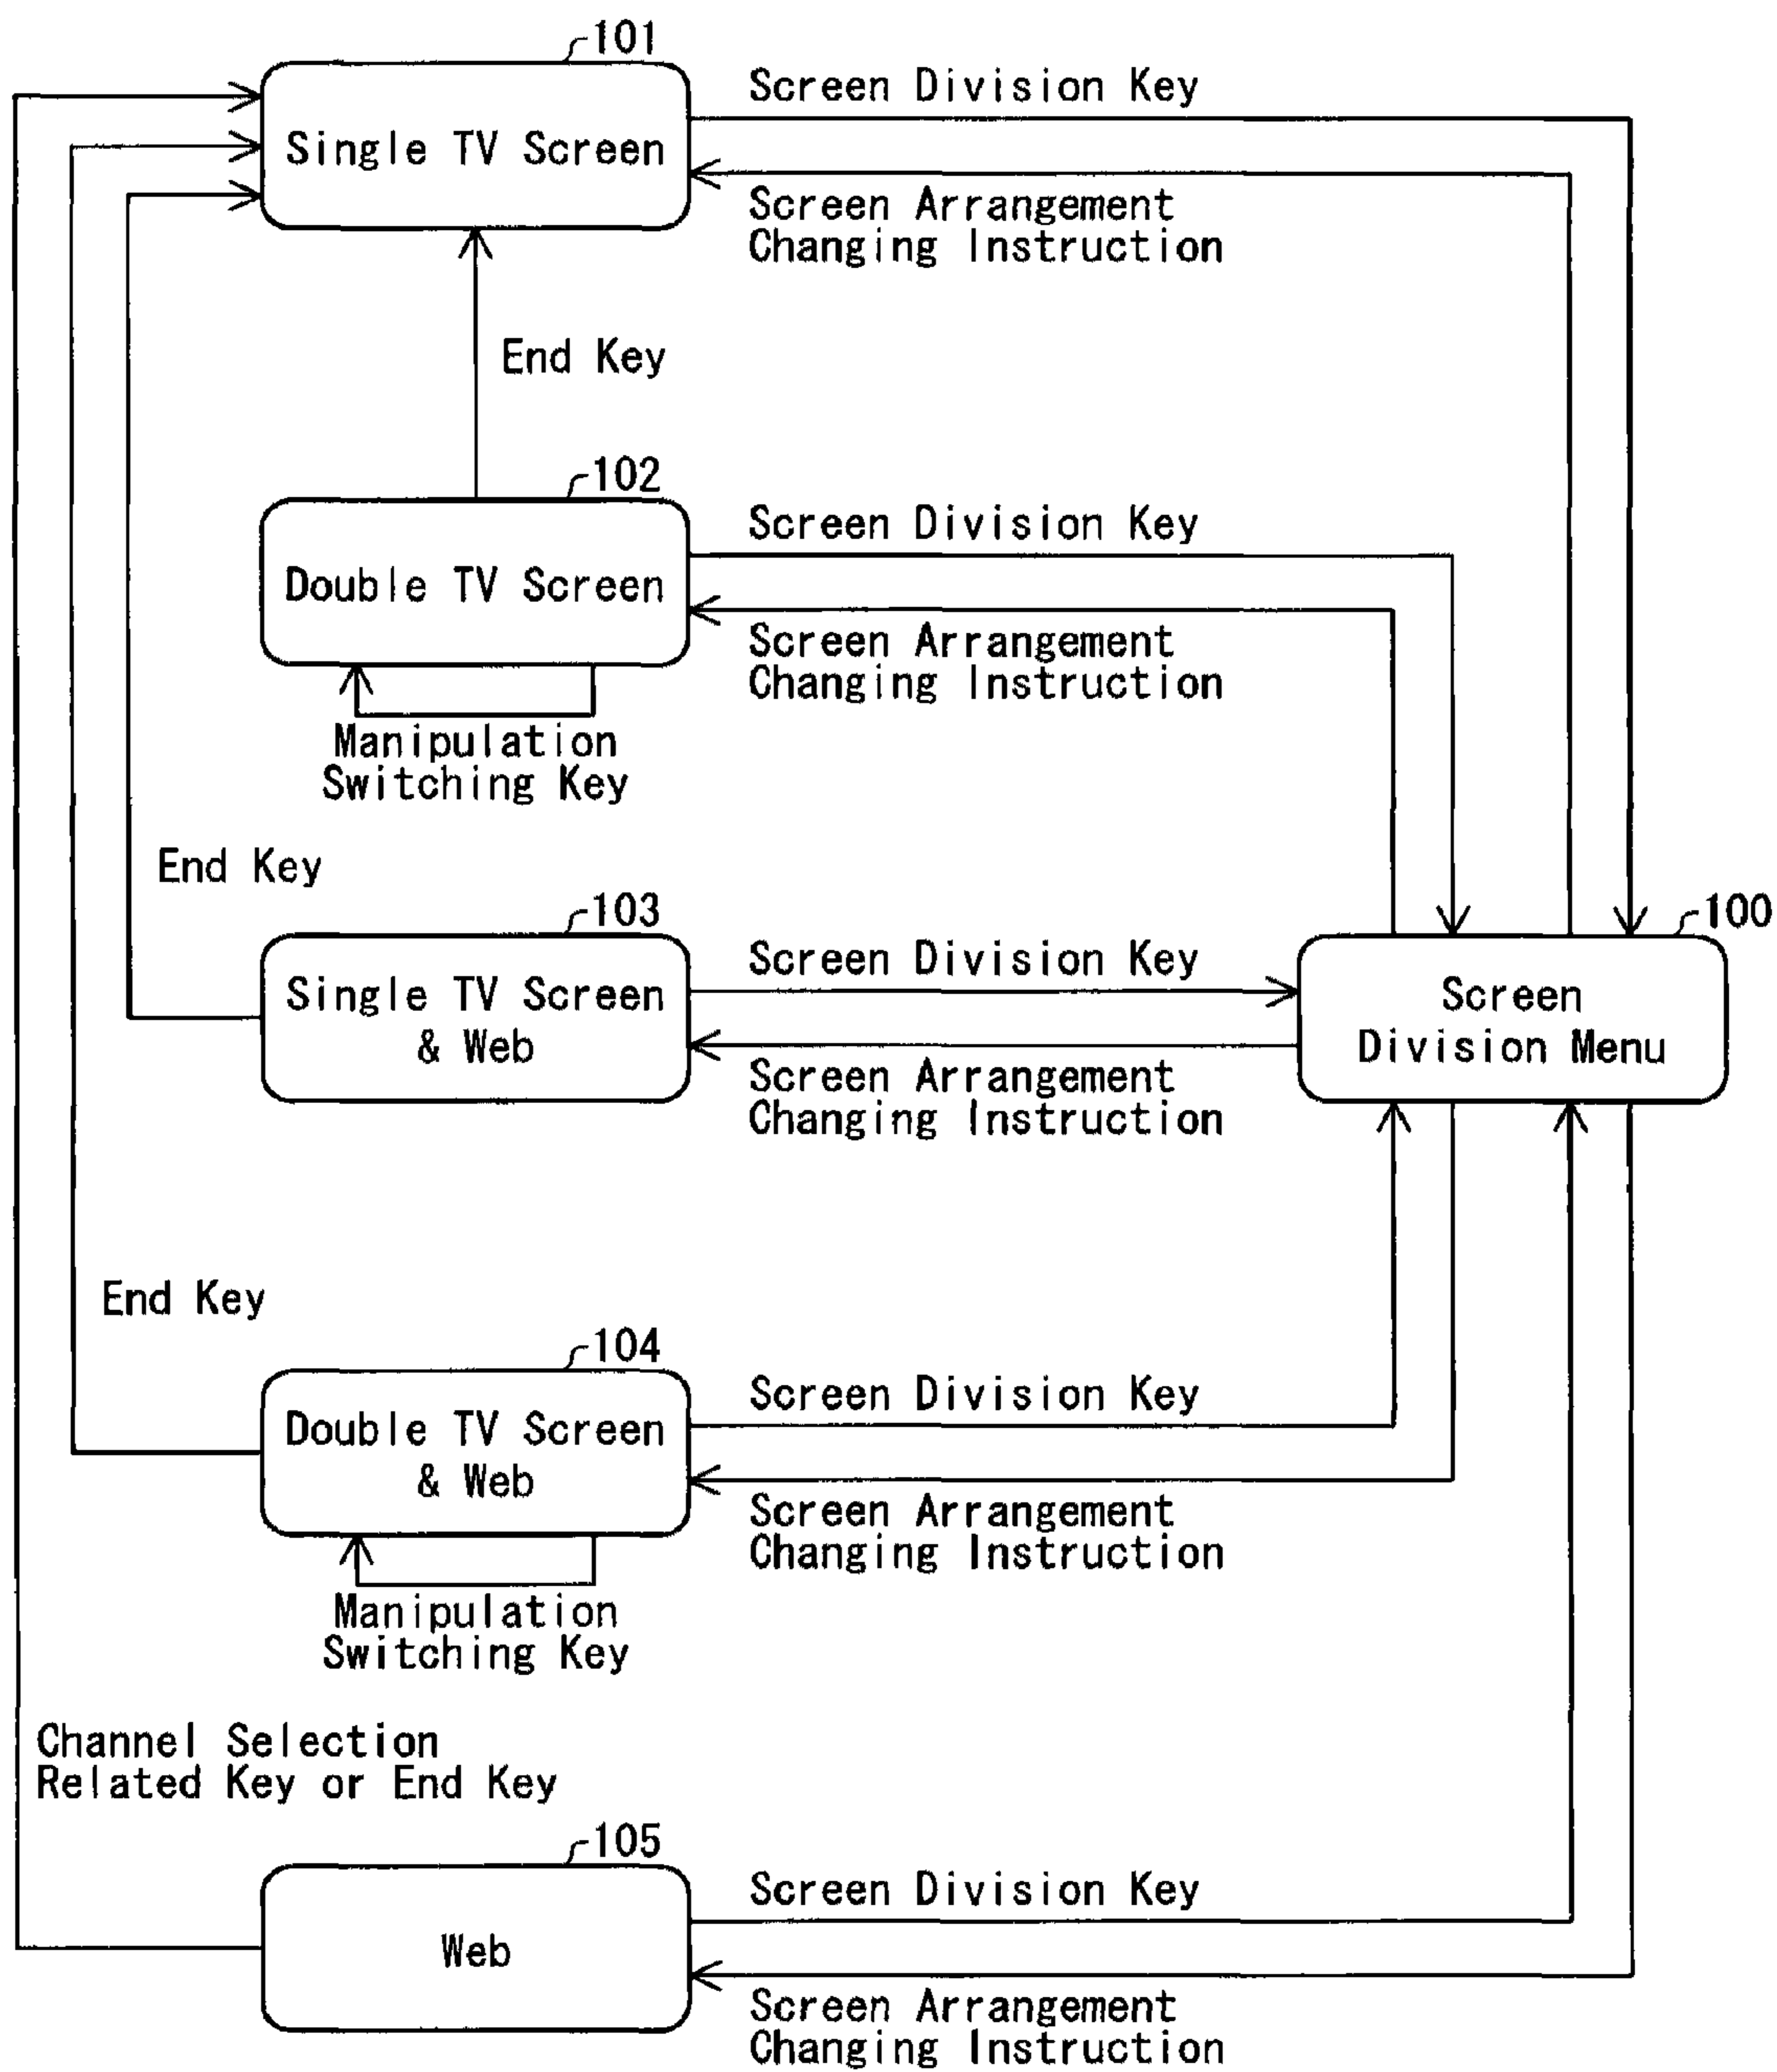 101
Screen Division Key
Single TV Screen
Screen Arrangement
Changing Instruction
End Key
102
Screen Division Key
Double TV Screen
Screen Arrangement
Changing Instruction
Manipulation
Switching Key
End Key
103
100
Screen Division Key
Single TV Screen
& Web
Screen
Division Menu
Screen Arrangement
Changing Instruction
End Key
104
Screen Division Key
Double TV Screen
& Web
Screen Arrangement
Changing Instruction
Manipulation
Switching Key
Channel Selection
Related Key or End Key
105
Screen Division Key
Web
Screen Arrangement
Changing Instruction